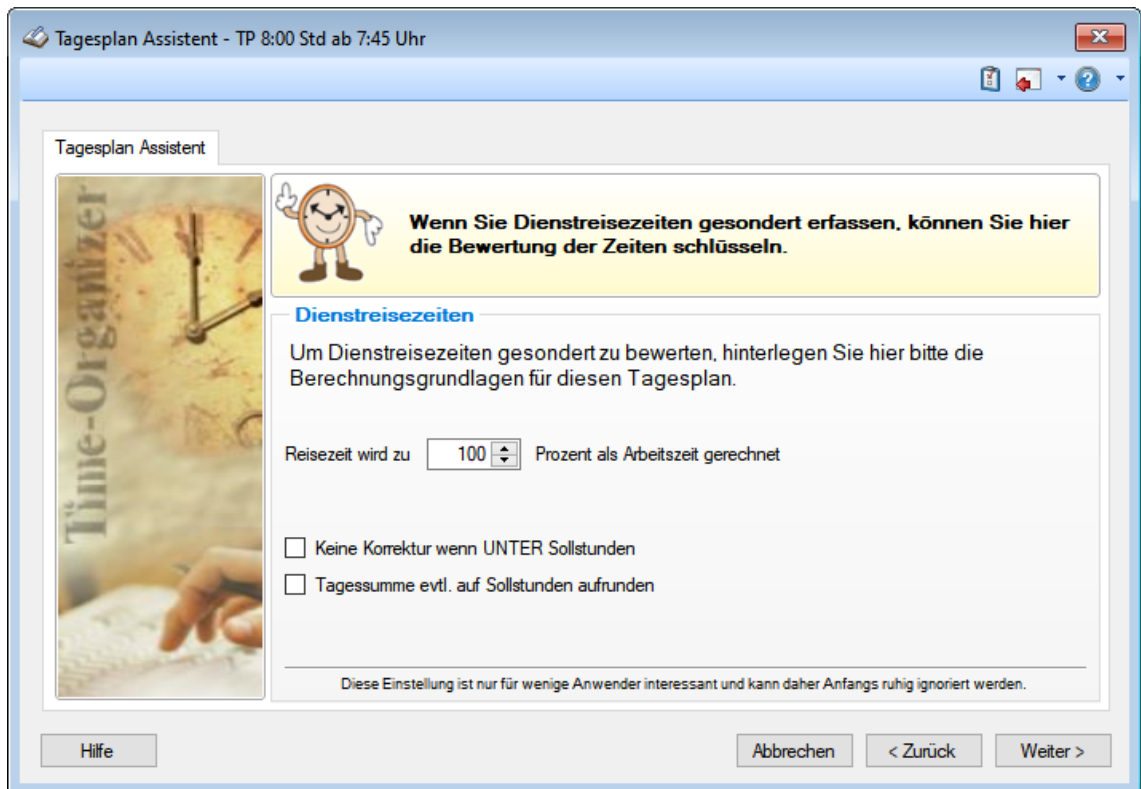 Tagesplan Assistent - TP 8:00 Std ab 7:45 Uhr
Tagesplan Assistent
Time-Organizer
Wenn Sie Dienstreisezeiten gesondert erfassen, können Sie hier
die Bewertung der Zeiten schlüsseln.
Dienstreisezeiten
Um Dienstreisezeiten gesondert zu bewerten, hinterlegen Sie hier bitte die
Berechnungsgrundlagen für diesen Tagesplan.
Reisezeit wird zu 100 Prozent als Arbeitszeit gerechnet
Keine Korrektur wenn UNTER Sollstunden
Tagessumme evtl. auf Sollstunden aufrunden
Diese Einstellung ist nur für wenige Anwender interessant und kann daher Anfangs ruhig ignoriert werden.
Hilfe Abbrechen < Zurück Weiter >